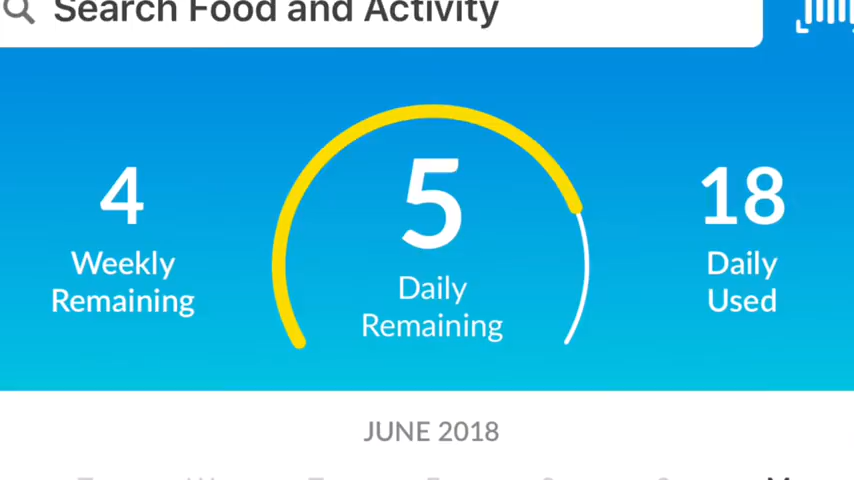 Search Food and Activity
4
Weekly
Remaining
5
Daily
Remaining
18
Daily
Used
JUNE 2018